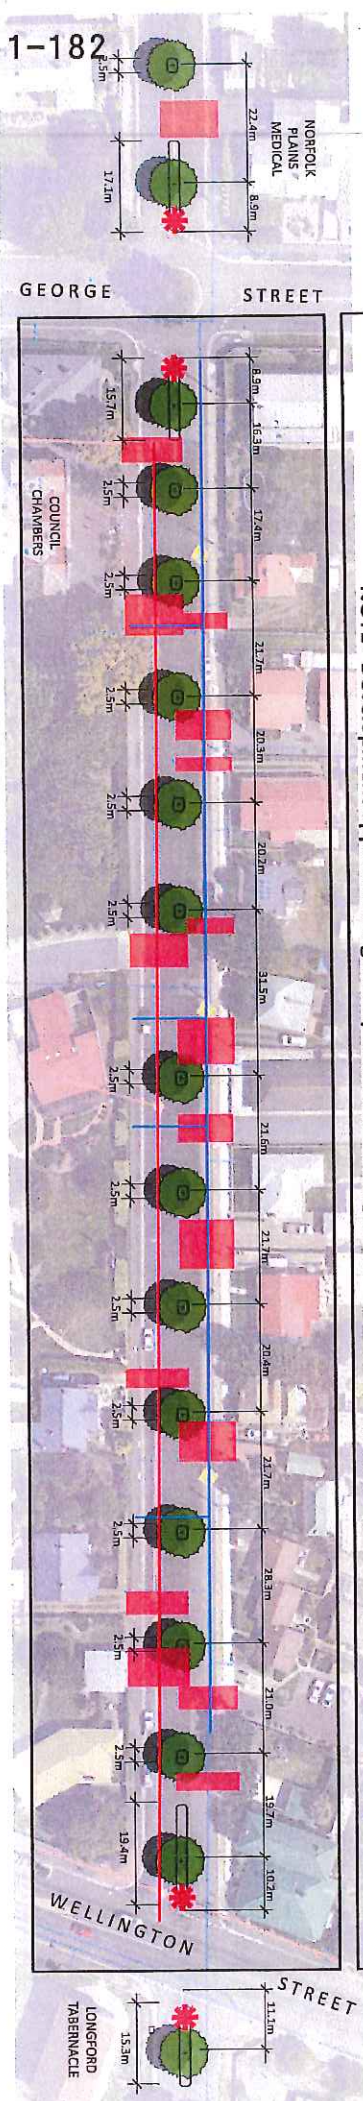 1-182
2.5m
22.4m
NORFOLK
PLAINS
MEDICAL
17.1m
8.9m
GEORGE STREET
8.9m
15.7m
16.3m
COUNCIL
CHAMBERS
2.5m
17.4m
2.5m
21.7m
2.5m
20.3m
2.5m
20.2m
2.5m
31.5m
2.5m
21.6m
2.5m
21.7m
2.5m
20.4m
2.5m
21.7m
2.5m
28.3m
2.5m
21.0m
2.5m
19.7m
19.4m
10.2m
WELLINGTON STREET
11.1m
15.3m
LONGFORD
TABERNACLE